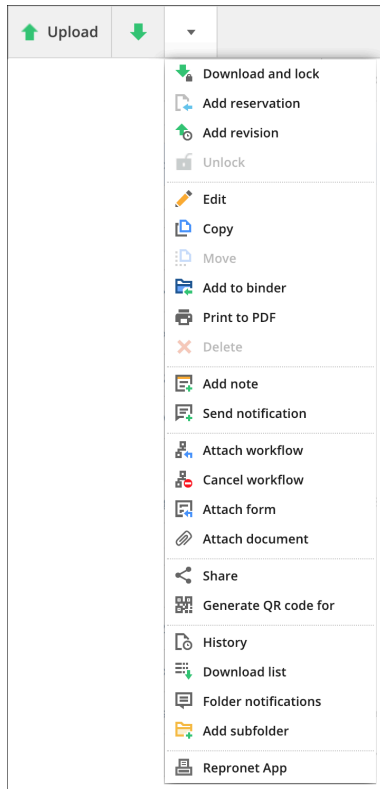 Upload
Download and lock
Add reservation
Add revision
Unlock
Edit
Copy
Move
Add to binder
Print to PDF
Delete
Add note
Send notification
Attach workflow
Cancel workflow
Attach form
Attach document
Share
Generate QR code for
History
Download list
Folder notifications
Add subfolder
Repronet App